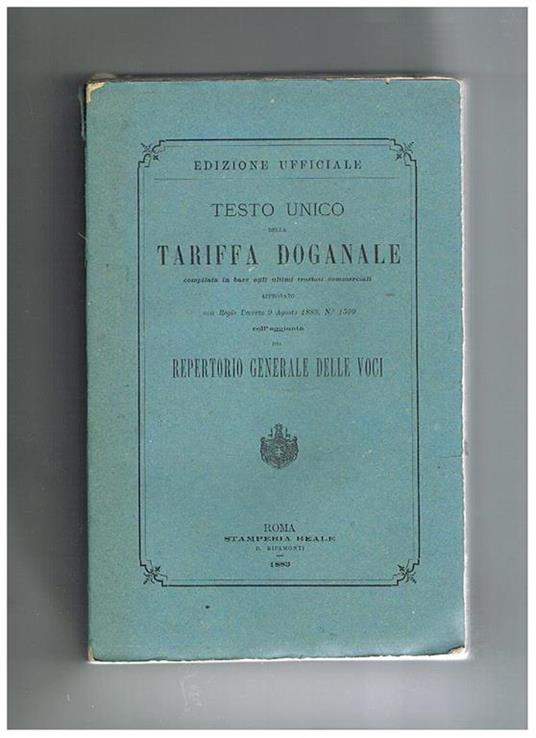 EDIZIONE UFFICIALE
TESTO UNICO
DELLA
TARIFFA DOGANALE
compilata in base agli ultimi trattati commerciali
APPROVATO
con Regio Decreto 9 Agosto 1883, N.° 1599
coll'aggiunta
DEL
REPERTORIO GENERALE DELLE VOCI
ROMA
STAMPERIA REALE
D. RIPAMONTI
1883